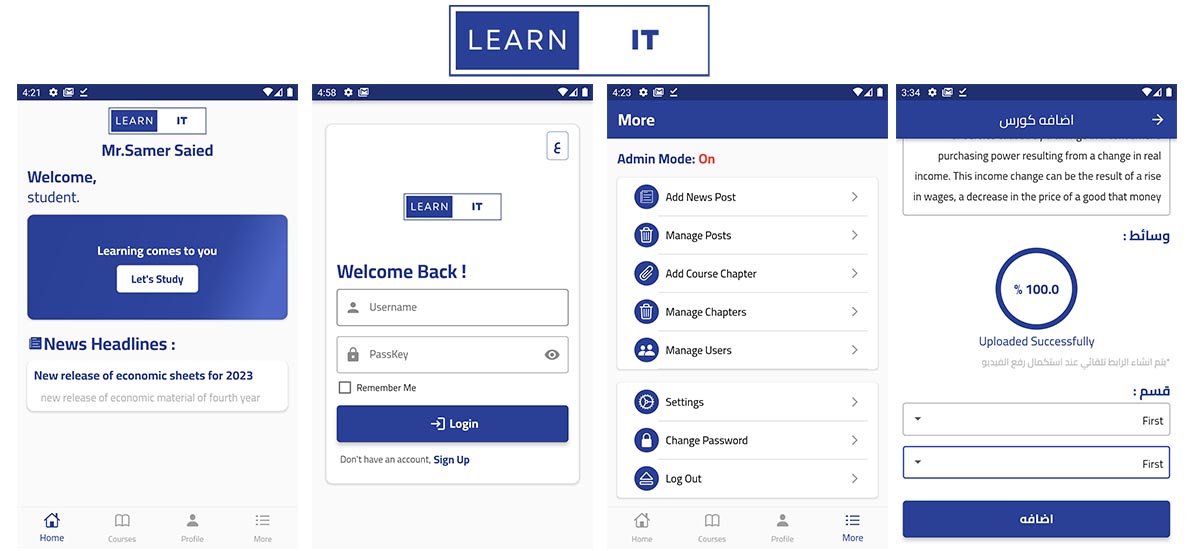 LEARN IT
4:21
LEARN IT
Mr.Samer Saied
Welcome,
student.
Learning comes to you
Let's Study
News Headlines :
New release of economic sheets for 2023
new release of economic material of fourth year
Home Courses Profile More
4:58
ع
LEARN IT
Welcome Back !
Username
PassKey
Remember Me
Login
Don't have an account, Sign Up
4:23
More
Admin Mode: On
Add News Post
Manage Posts
Add Course Chapter
Manage Chapters
Manage Users
Settings
Change Password
Log Out
Home Courses Profile More
3:34
اضافه كورس
purchasing power resulting from a change in real
income. This income change can be the result of a rise
in wages, a decrease in the price of a good that money
وسائط :
% 100.0
Uploaded Successfully
*يتم انشاء الرابط تلقائي عند استكمال رفع الفيديو
قسم :
First
First
اضافه